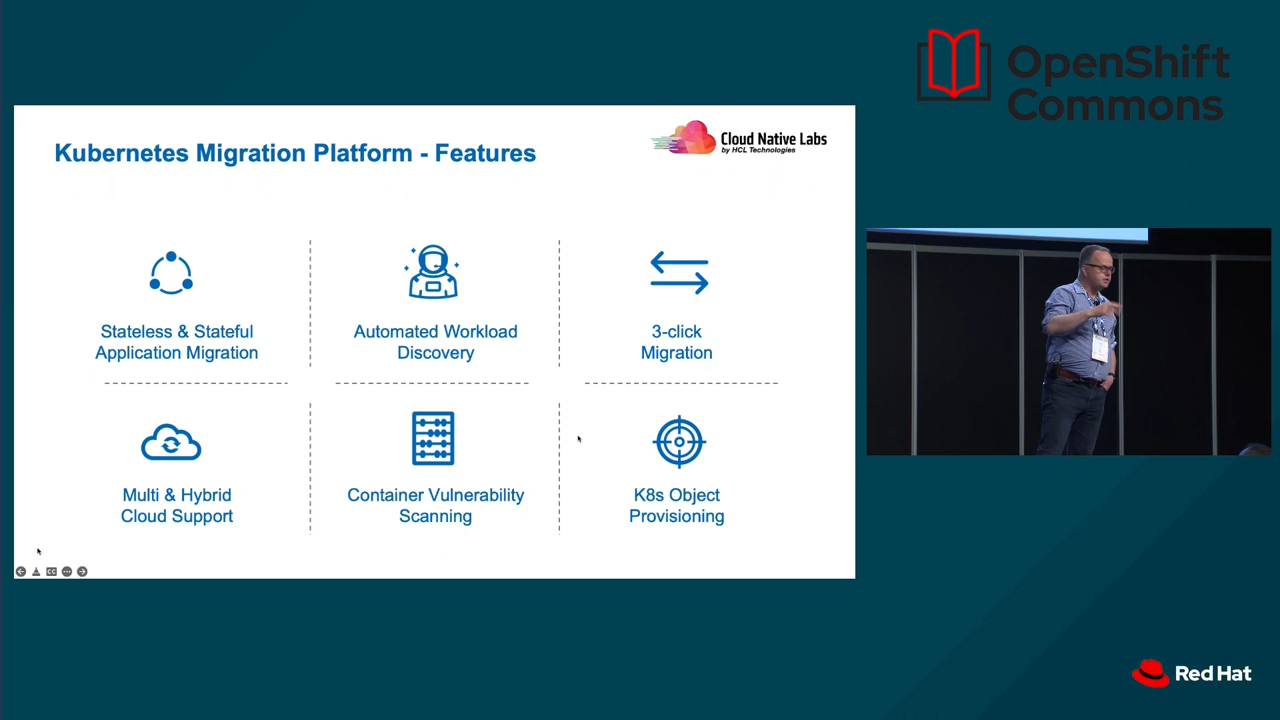 OpenShift
Commons
Kubernetes Migration Platform - Features
Cloud Native Labs
by HCL Technologies
Stateless & Stateful
Application Migration
Automated Workload
Discovery
3-click
Migration
Multi & Hybrid
Cloud Support
Container Vulnerability
Scanning
K8s Object
Provisioning
CC
Red Hat